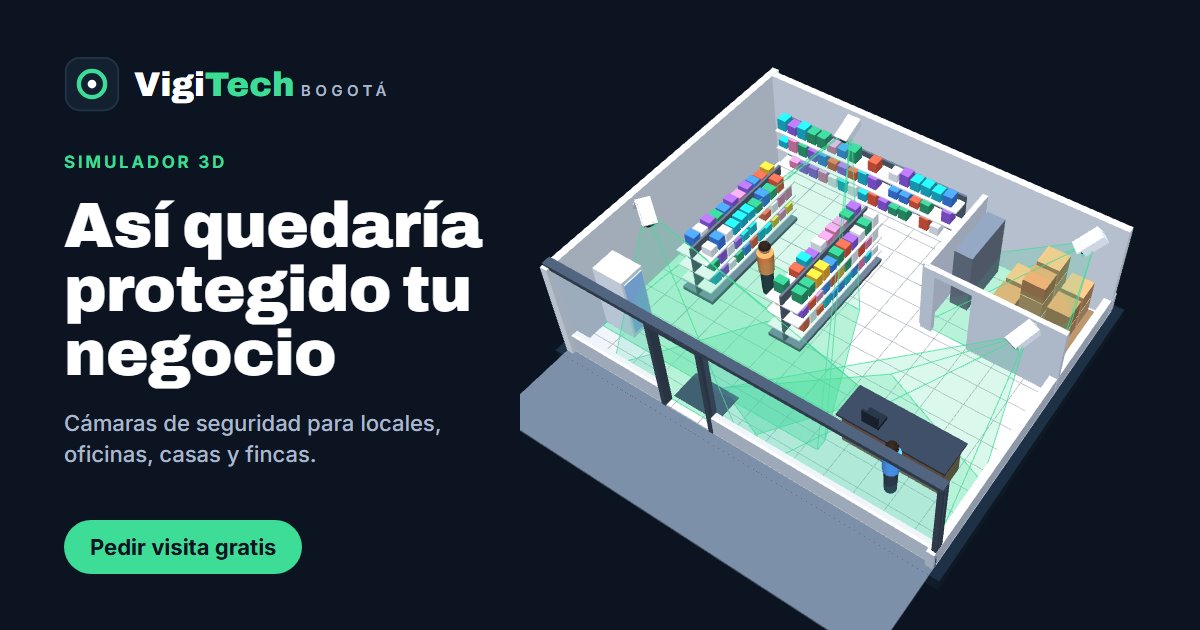 VigiTech BOGOTÁ
SIMULADOR 3D
Así quedaría
protegido tu
negocio
Cámaras de seguridad para locales,
oficinas, casas y fincas.
Pedir visita gratis